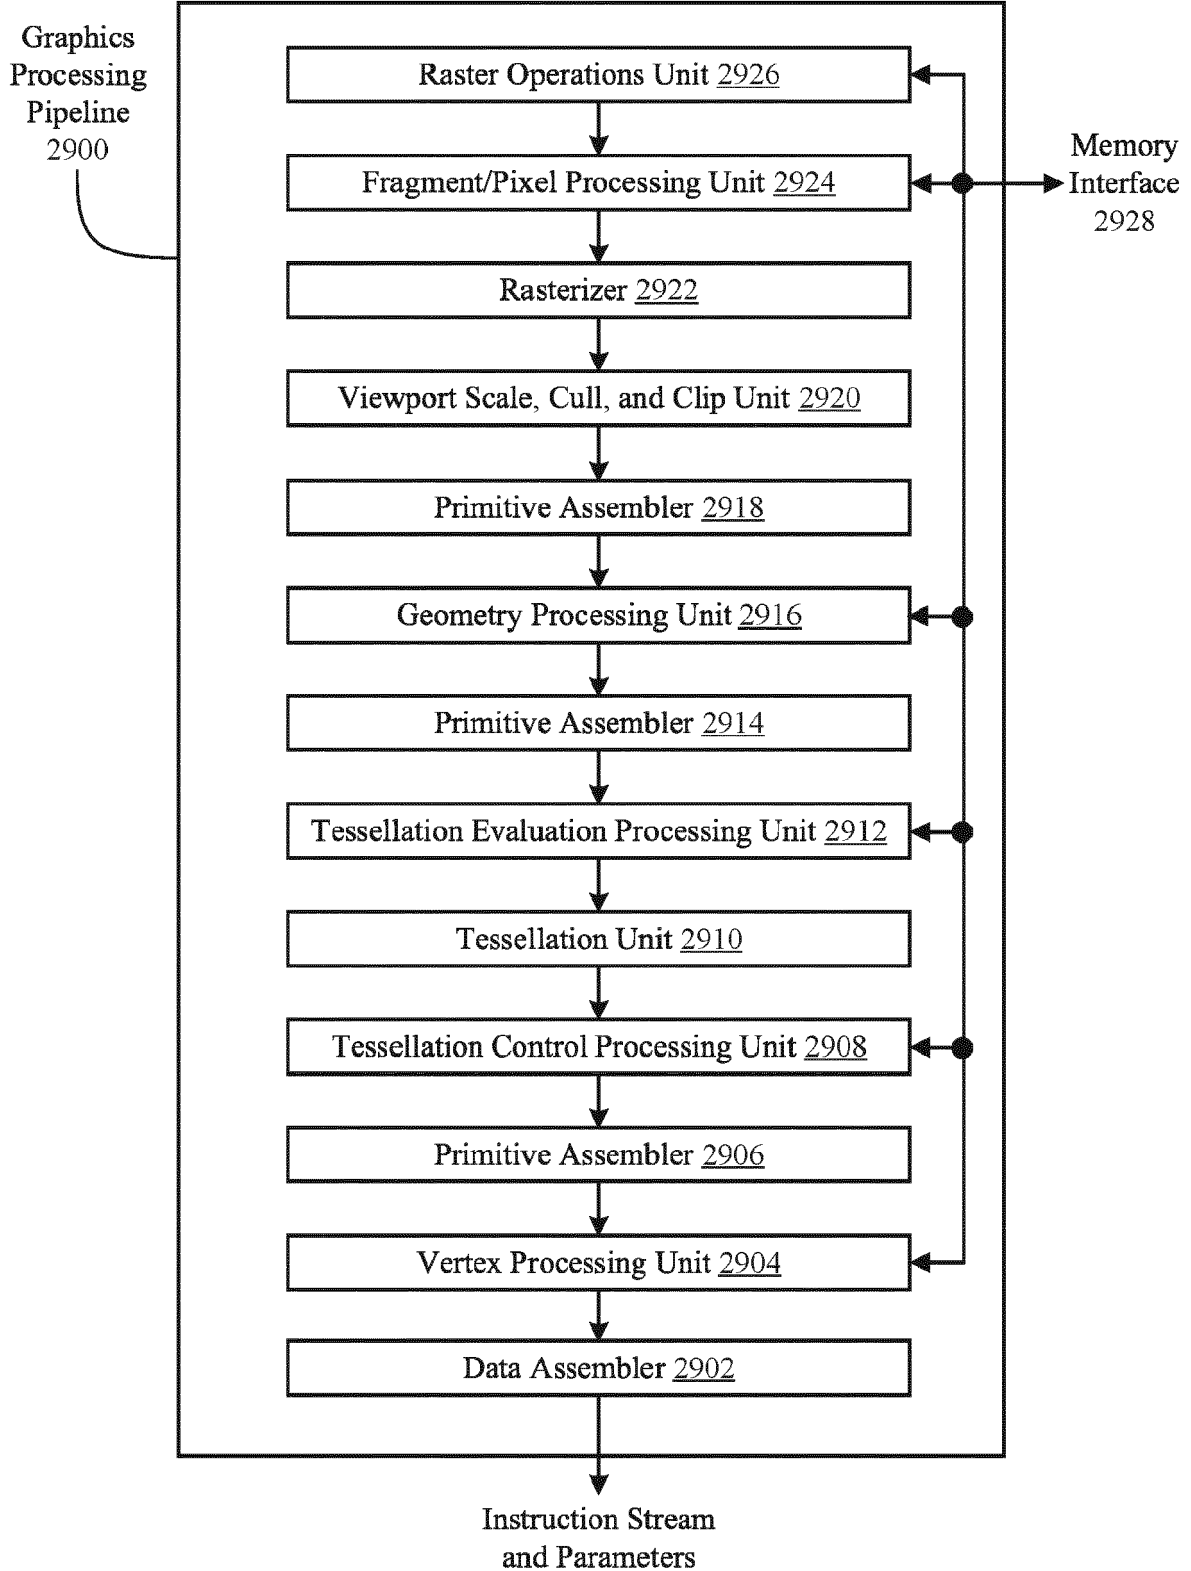 Graphics
Processing
Pipeline
2900
Raster Operations Unit 2926
Fragment/Pixel Processing Unit 2924
Memory
Interface
2928
Rasterizer 2922
Viewport Scale, Cull, and Clip Unit 2920
Primitive Assembler 2918
Geometry Processing Unit 2916
Primitive Assembler 2914
Tessellation Evaluation Processing Unit 2912
Tessellation Unit 2910
Tessellation Control Processing Unit 2908
Primitive Assembler 2906
Vertex Processing Unit 2904
Data Assembler 2902
Instruction Stream
and Parameters